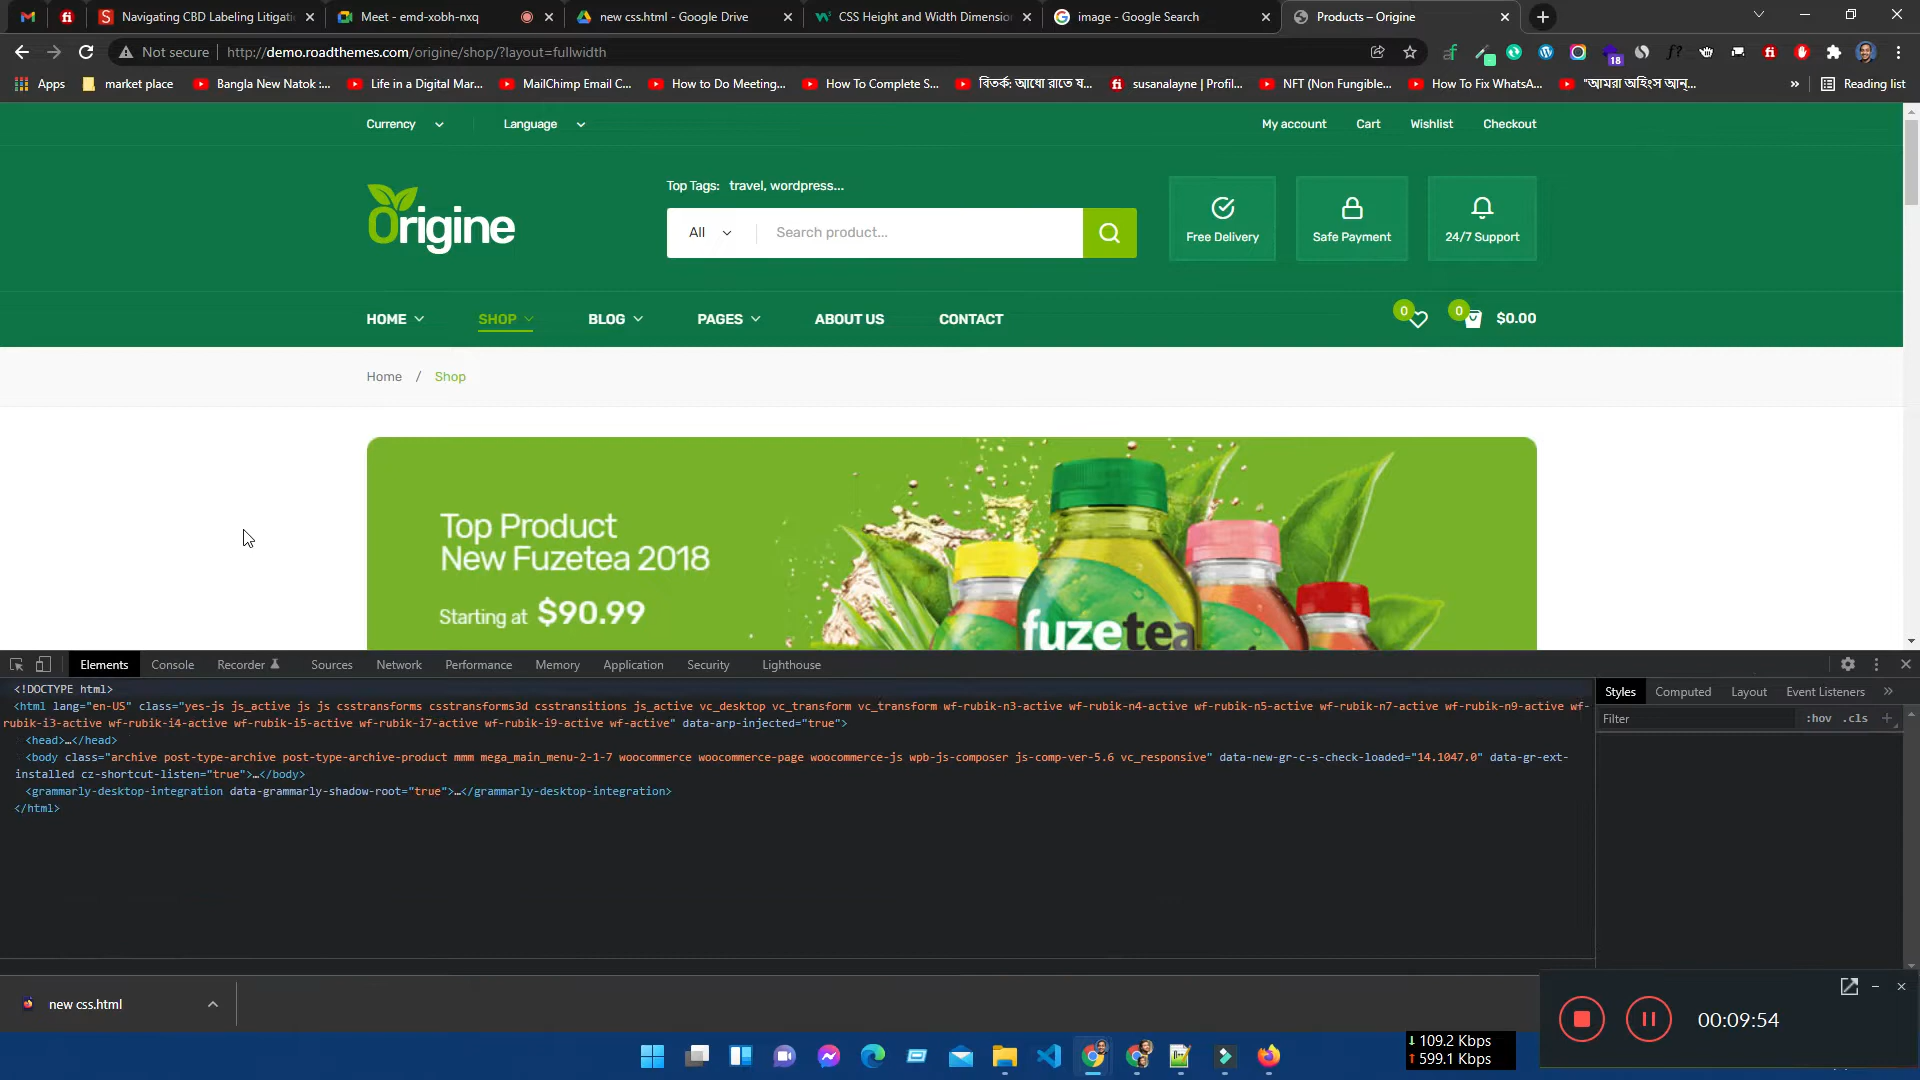 Navigating CBD Labeling Litigati
Meet - emd-xobh-nxq
new css.html - Google Drive
CSS Height and Width Dimensio
image - Google Search
Products – Origine
Not secure
http://demo.roadthemes.com/origine/shop/?layout=fullwidth
18
Apps
market place
Bangla New Natok :...
Life in a Digital Mar...
MailChimp Email C...
How to Do Meeting...
How To Complete S...
বিতর্ক: আধো রাতে য...
susanalayne | Profil...
NFT (Non Fungible...
How To Fix WhatsA...
"আমরা অহিংস আন্...
Reading list
Currency
Language
My account
Cart
Wishlist
Checkout
Origine
Top Tags: travel, wordpress...
All
Search product...
Free Delivery
Safe Payment
24/7 Support
HOME
SHOP
BLOG
PAGES
ABOUT US
CONTACT
0
0
$0.00
Home / Shop
Top Product
New Fuzetea 2018
Starting at $90.99
fuzetea
Elements
Console
Recorder
Sources
Network
Performance
Memory
Application
Security
Lighthouse
<!DOCTYPE html>
<html lang="en-US" class="yes-js js_active js js csstransforms csstransforms3d csstransitions js_active vc_desktop vc_transform vc_transform wf-rubik-n3-active wf-rubik-n4-active wf-rubik-n5-active wf-rubik-n7-active wf-rubik-n9-active wf-
rubik-i3-active wf-rubik-i4-active wf-rubik-i5-active wf-rubik-i7-active wf-rubik-i9-active wf-active" data-arp-injected="true">
<head>…</head>
<body class="archive post-type-archive post-type-archive-product mmm mega_main_menu-2-1-7 woocommerce woocommerce-page woocommerce-js wpb-js-composer js-comp-ver-5.6 vc_responsive" data-new-gr-c-s-check-loaded="14.1047.0" data-gr-ext-
installed cz-shortcut-listen="true">…</body>
<grammarly-desktop-integration data-grammarly-shadow-root="true">…</grammarly-desktop-integration>
</html>
Styles
Computed
Layout
Event Listeners
Filter
:hov .cls
new css.html
00:09:54
109.2 Kbps
599.1 Kbps